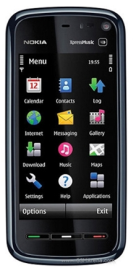 NOKIA XpressMusic
Menu 19:55
Calendar Contacts Log
Internet Messaging Gallery
Download Music Maps
Settings Help Applications
Options Exit